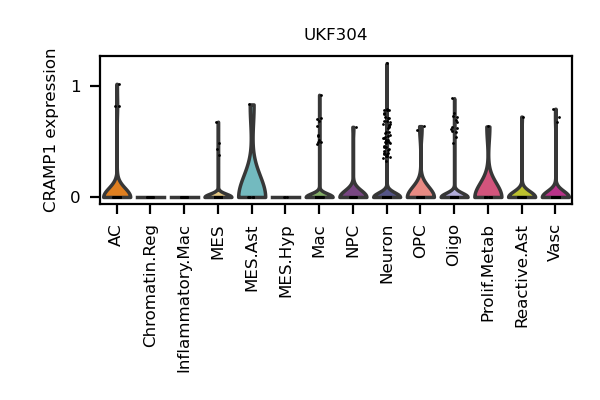 UKF304
CRAMP1 expression
1
0
AC
Chromatin.Reg
Inflammatory.Mac
MES
MES.Ast
MES.Hyp
Mac
NPC
Neuron
OPC
Oligo
Prolif.Metab
Reactive.Ast
Vasc